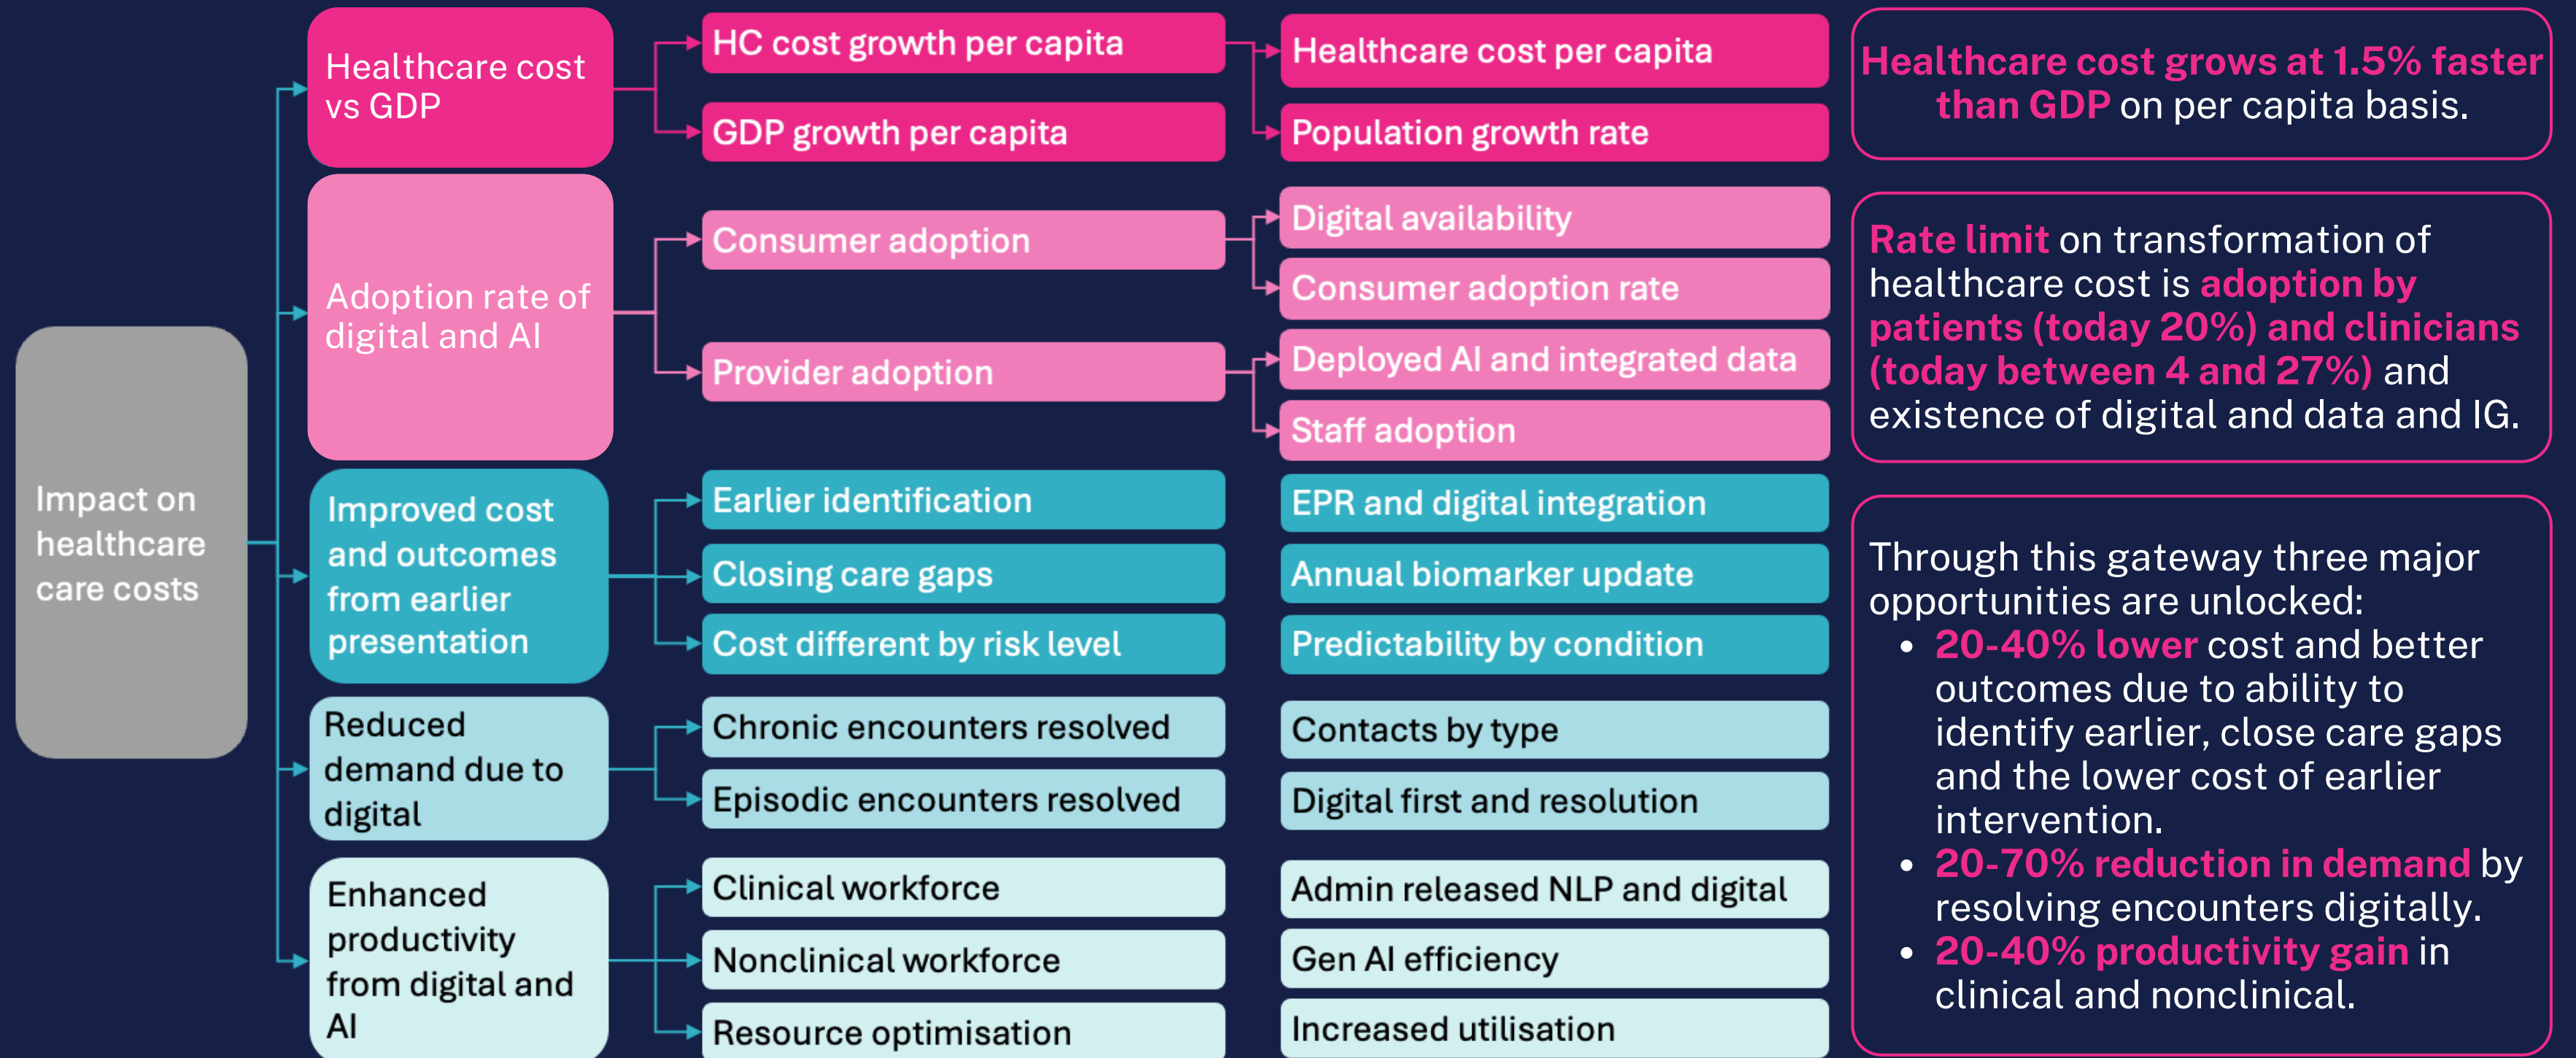 Impact on
healthcare
care costs
Healthcare cost
vs GDP
HC cost growth per capita
GDP growth per capita
Healthcare cost per capita
Population growth rate
Healthcare cost grows at 1.5% faster
than GDP on per capita basis.
Adoption rate of
digital and AI
Consumer adoption
Provider adoption
Digital availability
Consumer adoption rate
Deployed AI and integrated data
Staff adoption
Rate limit on transformation of
healthcare cost is adoption by
patients (today 20%) and clinicians
(today between 4 and 27%) and
existence of digital and data and IG.
Improved cost
and outcomes
from earlier
presentation
Earlier identification
Closing care gaps
Cost different by risk level
EPR and digital integration
Annual biomarker update
Predictability by condition
Reduced
demand due to
digital
Chronic encounters resolved
Episodic encounters resolved
Contacts by type
Digital first and resolution
Enhanced
productivity
from digital and
AI
Clinical workforce
Nonclinical workforce
Resource optimisation
Admin released NLP and digital
Gen AI efficiency
Increased utilisation
Through this gateway three major
opportunities are unlocked:
• 20-40% lower cost and better
outcomes due to ability to
identify earlier, close care gaps
and the lower cost of earlier
intervention.
• 20-70% reduction in demand by
resolving encounters digitally.
• 20-40% productivity gain in
clinical and nonclinical.